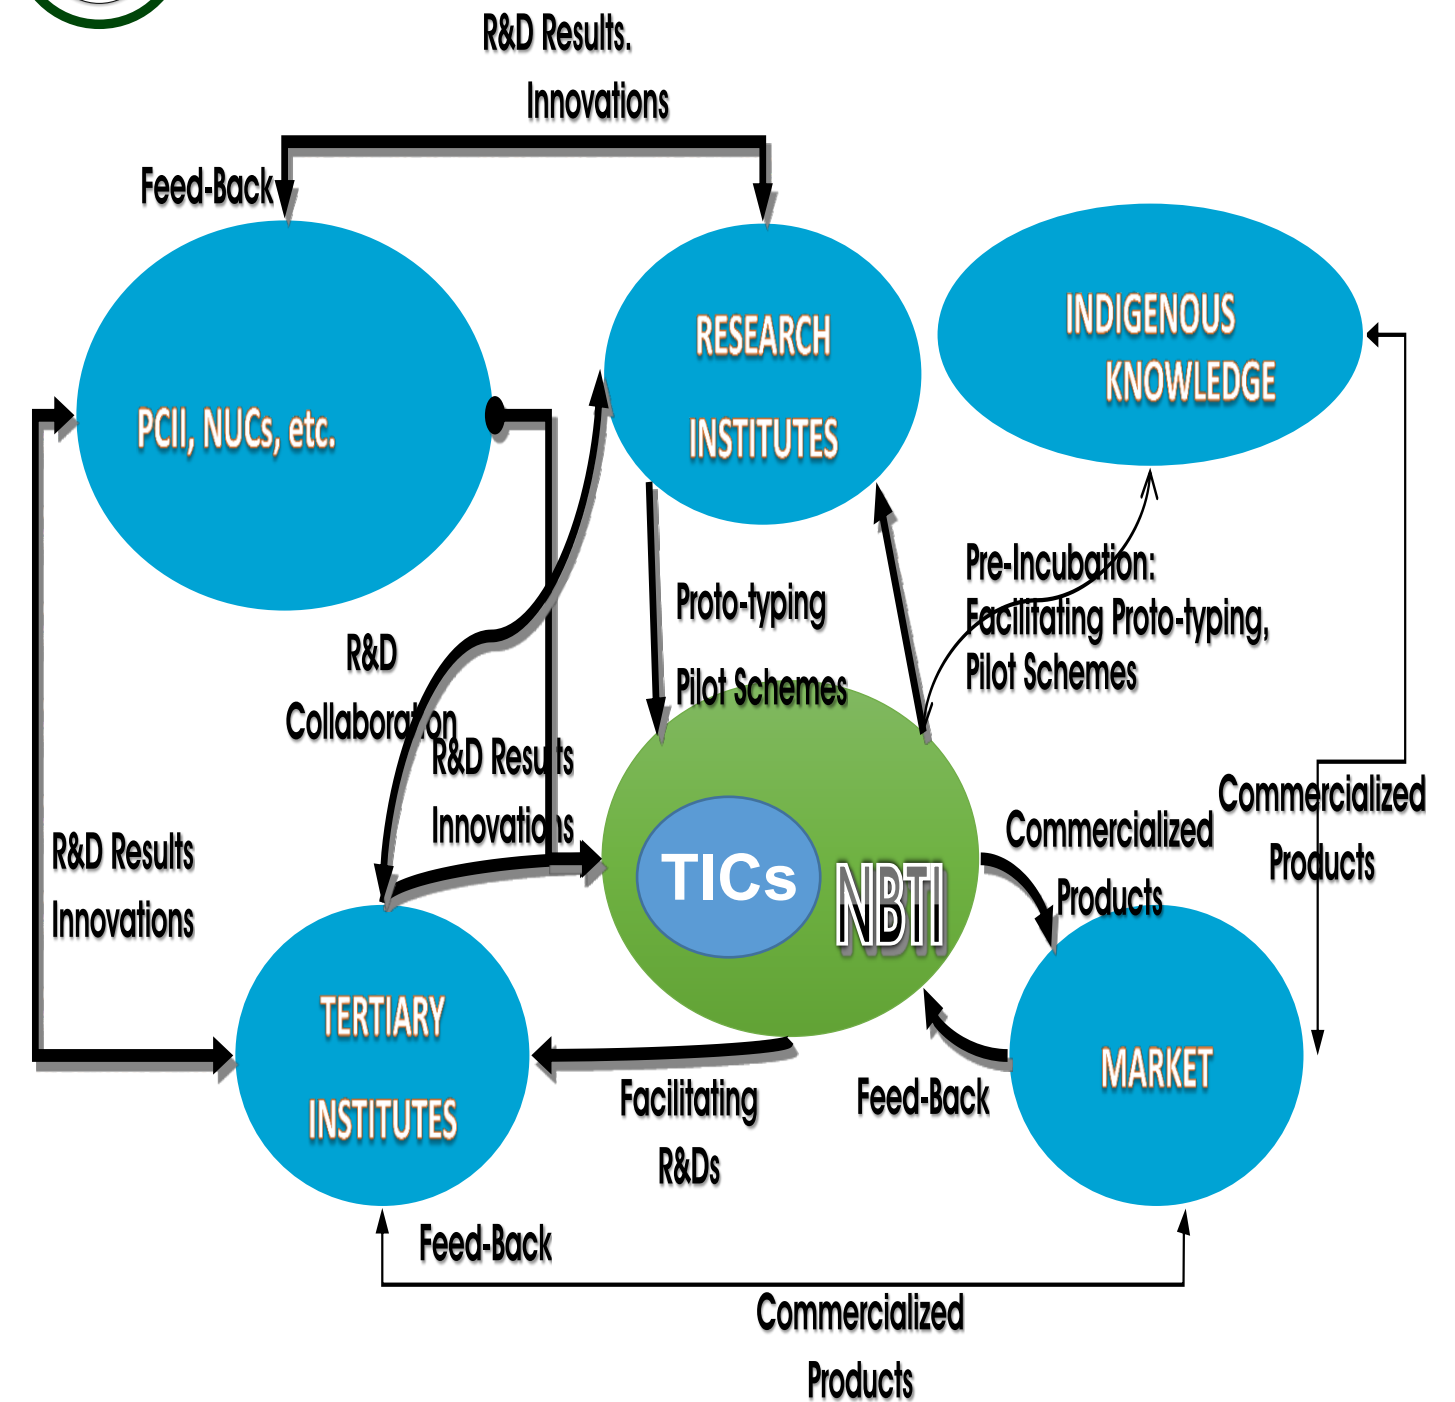 R&D Results.
Innovations
Feed-Back
RESEARCH
INSTITUTES
INDIGENOUS
KNOWLEDGE
PCII, NUCs, etc.
Pre-Incubation:
Facilitating Proto-typing,
Pilot Schemes
Proto-typing
Pilot Schemes
R&D
Collaboration
R&D Results
Innovations
R&D Results
Innovations
TICs
NBTI
Commercialized
Products
Commercialized
Products
TERTIARY
INSTITUTES
MARKET
Facilitating
R&Ds
Feed-Back
Feed-Back
Commercialized
Products